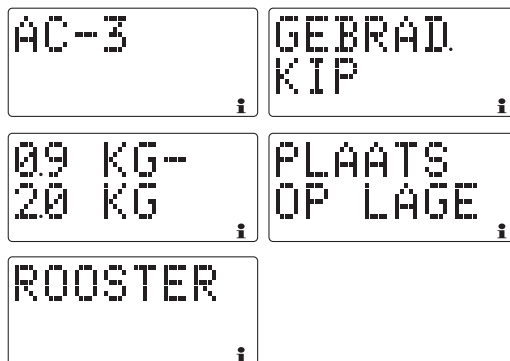 AC-3
GEBRAD.
KIP
0.9 KG-
2.0 KG
PLAATS
OP LAGE
ROOSTER